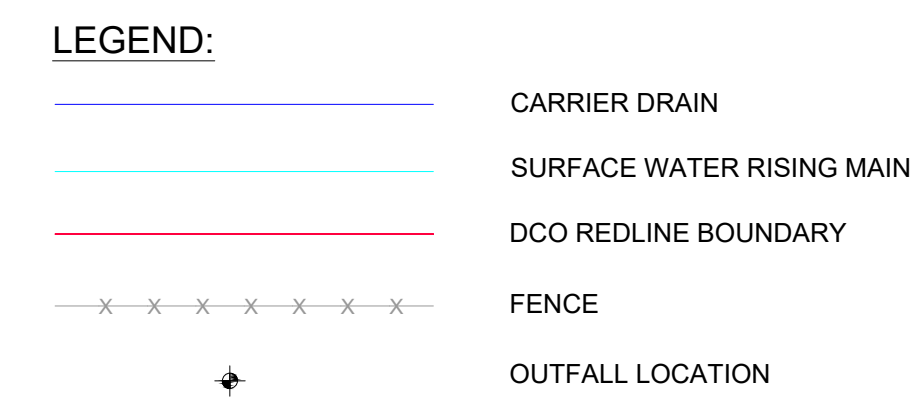 LEGEND:
CARRIER DRAIN
SURFACE WATER RISING MAIN
DCO REDLINE BOUNDARY
X X X X X X X FENCE
OUTFALL LOCATION